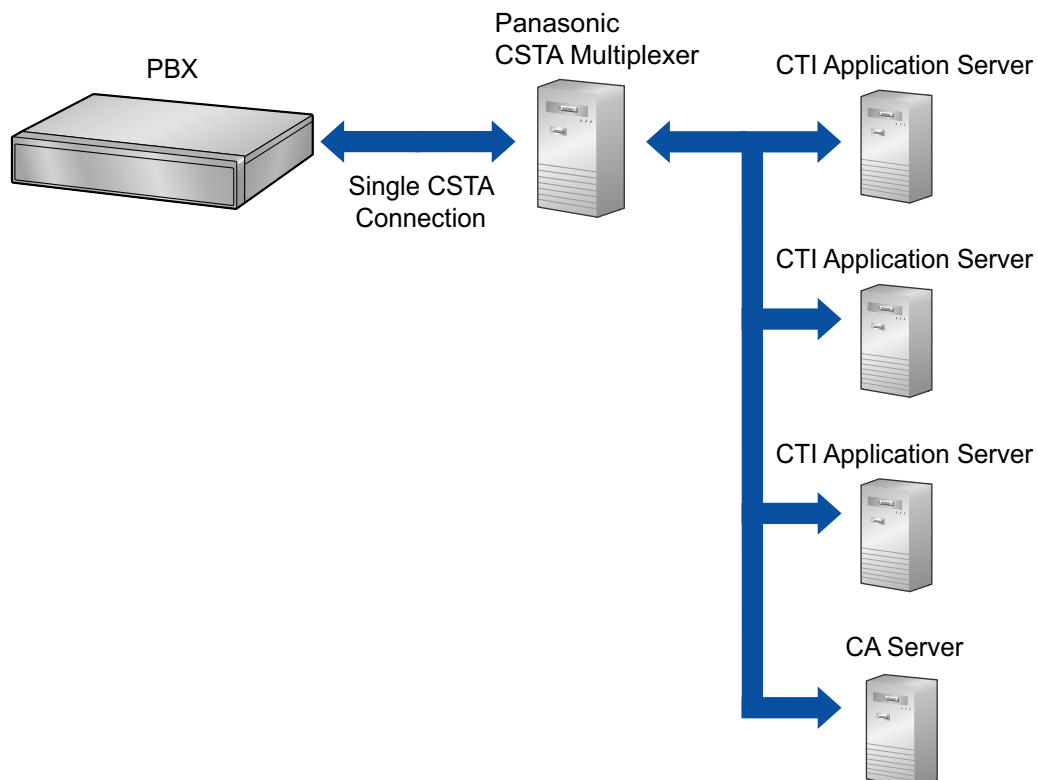 PBX
Panasonic
CSTA Multiplexer
Single CSTA
Connection
CTI Application Server
CTI Application Server
CTI Application Server
CA Server